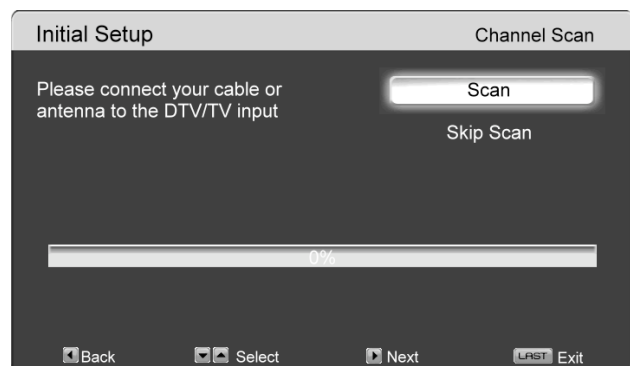 Initial Setup Channel Scan
Please connect your cable or
antenna to the DTV/TV input
Scan
Skip Scan
0%
Back Select Next LAST Exit